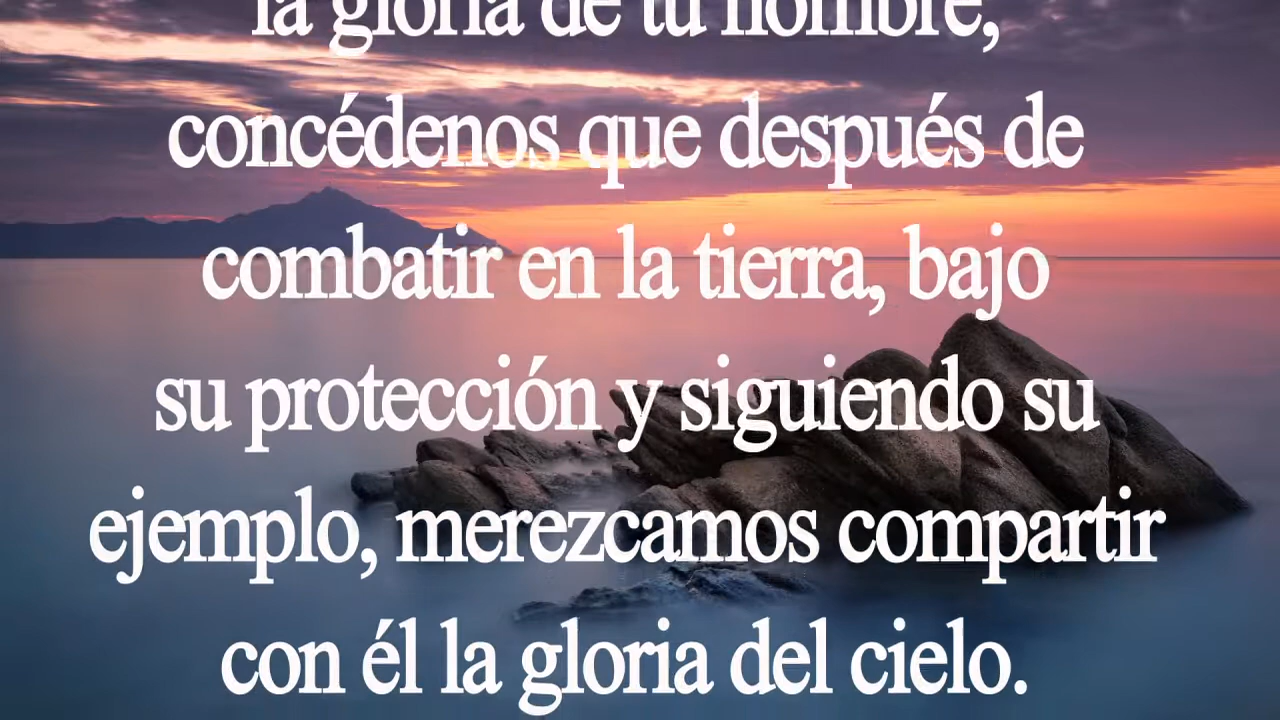 la gloria de tu nombre,
concédenos que después de
combatir en la tierra, bajo
su protección y siguiendo su
ejemplo, merezcamos compartir
con él la gloria del cielo.